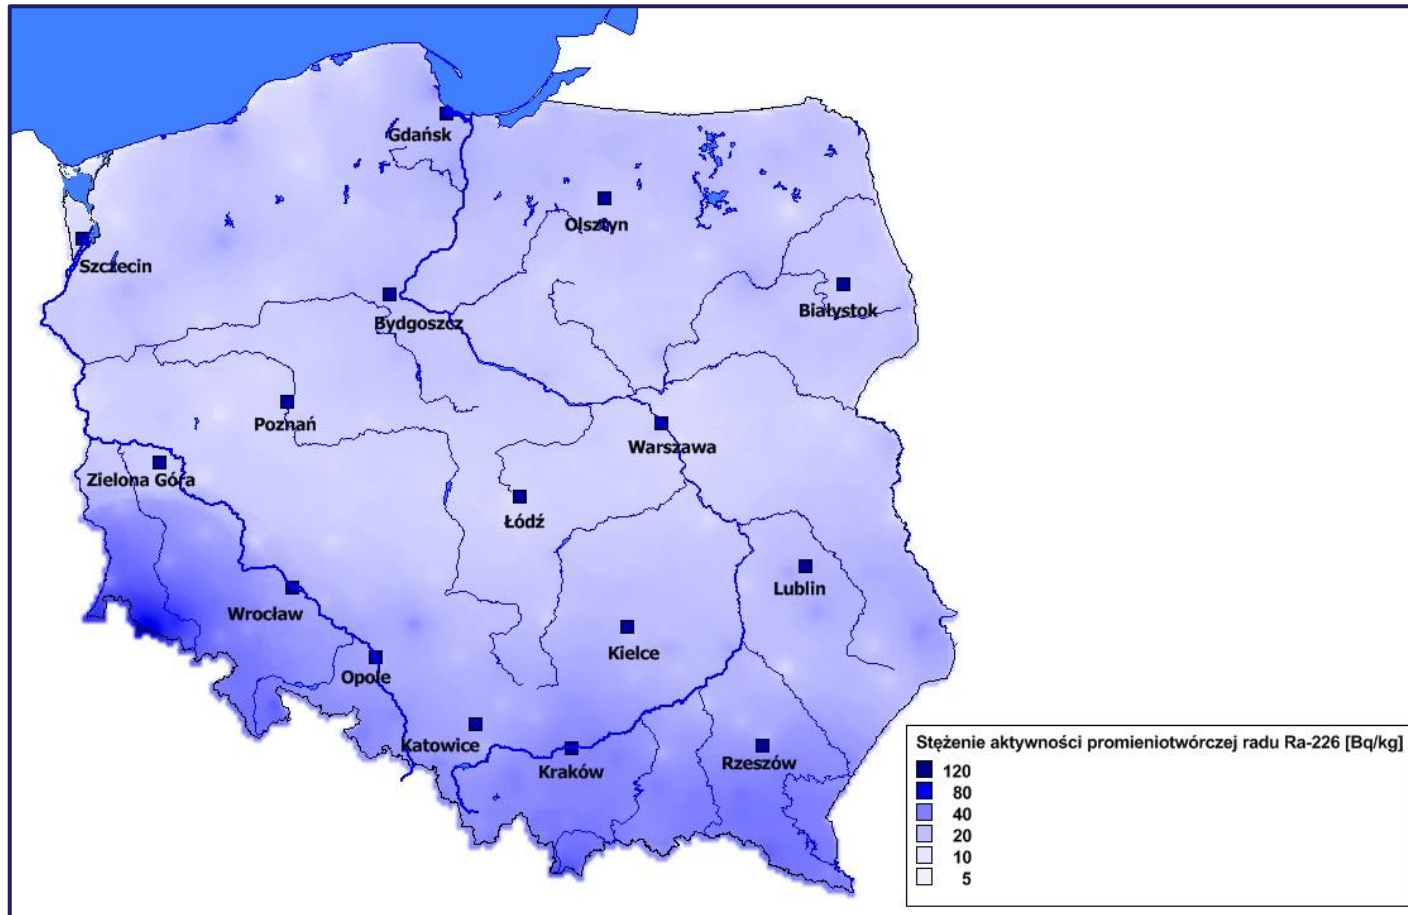 Gdańsk
Olsztyn
Szczecin
Białystok
Bydgoszcz
Poznań
Warszawa
Zielona Góra
Łódź
Lublin
Wrocław
Kielce
Opole
Katowice
Kraków
Rzeszów
Stężenie aktywności promieniotwórczej radu Ra-226 [Bq/kg]
120
80
40
20
10
5